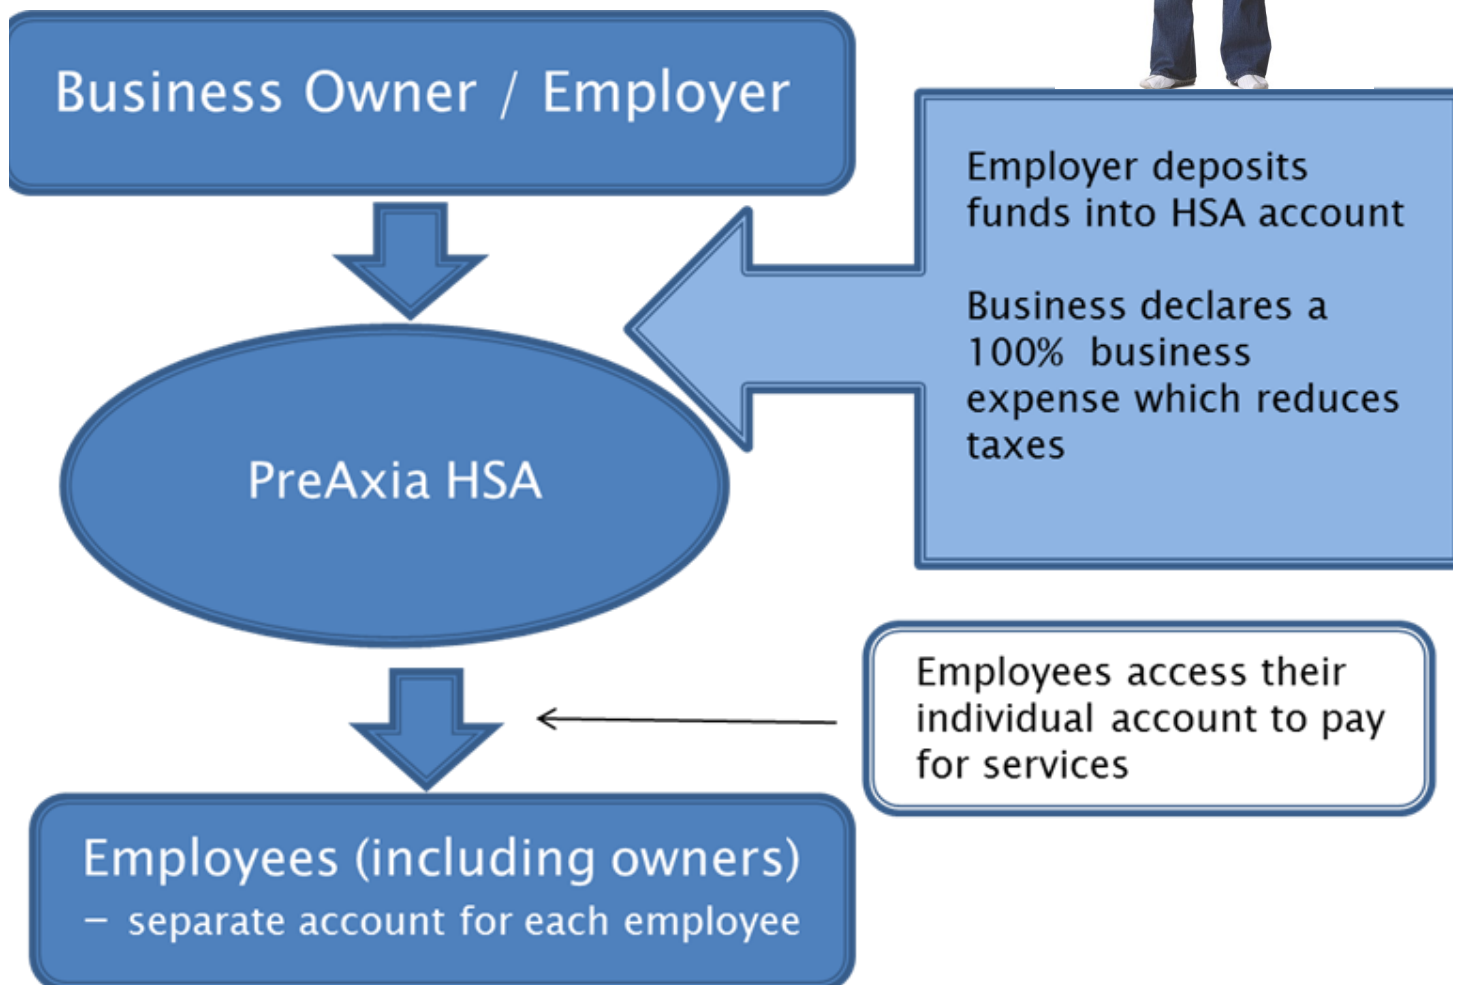 Business Owner / Employer
Employer deposits
funds into HSA account
Business declares a
100% business
expense which reduces
taxes
PreAxia HSA
Employees access their
individual account to pay
for services
Employees (including owners)
– separate account for each employee